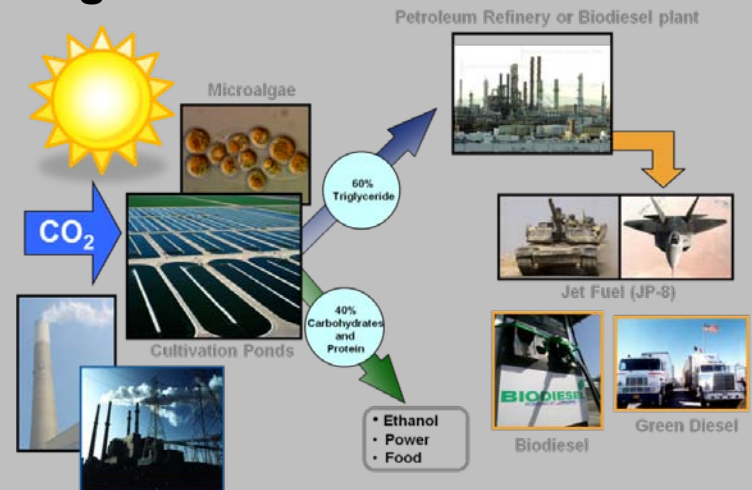 Petroleum Refinery or Biodiesel plant
Microalgae
60%
Triglyceride
CO2
40%
Carbohydrates
and
Protein
Cultivation Ponds
Jet Fuel (JP-8)
• Ethanol
• Power
• Food
BIODIESEL
Biodiesel
Green Diesel